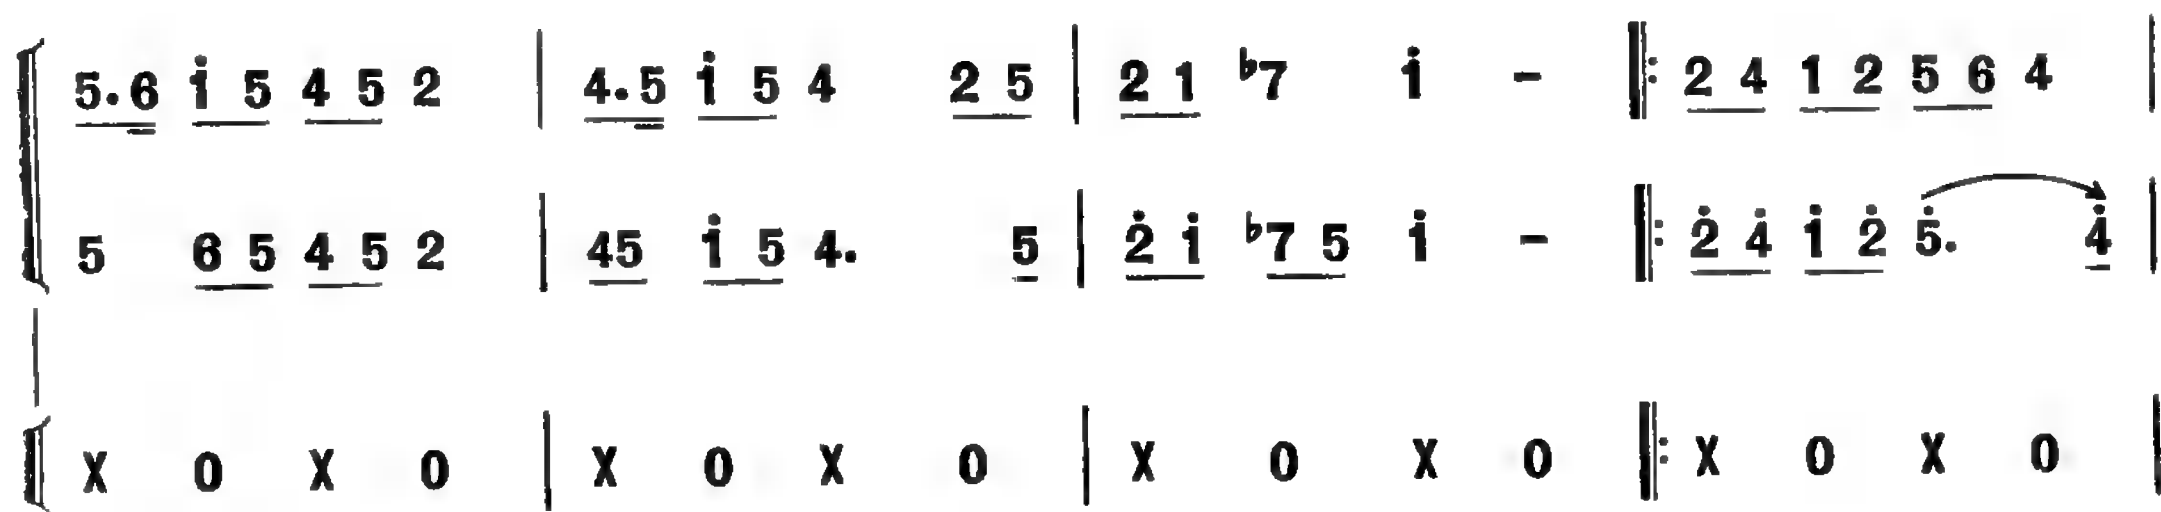 5.6 i̇ 5 4 5 2 | 4.5 i̇ 5 4 2 5 | 2 1 ♭7 i̇ - ‖: 2 4 1 2 5 6 4 |
5 6 5 4 5 2 | 45 i̇ 5 4. 5 | 2̇ i̇ ♭7 5 i̇ - ‖: 2̇ 4̇ i̇ 2̇ 5̇. 4̇ |
X 0 X 0 | X 0 X 0 | X 0 X 0 ‖: X 0 X 0 |